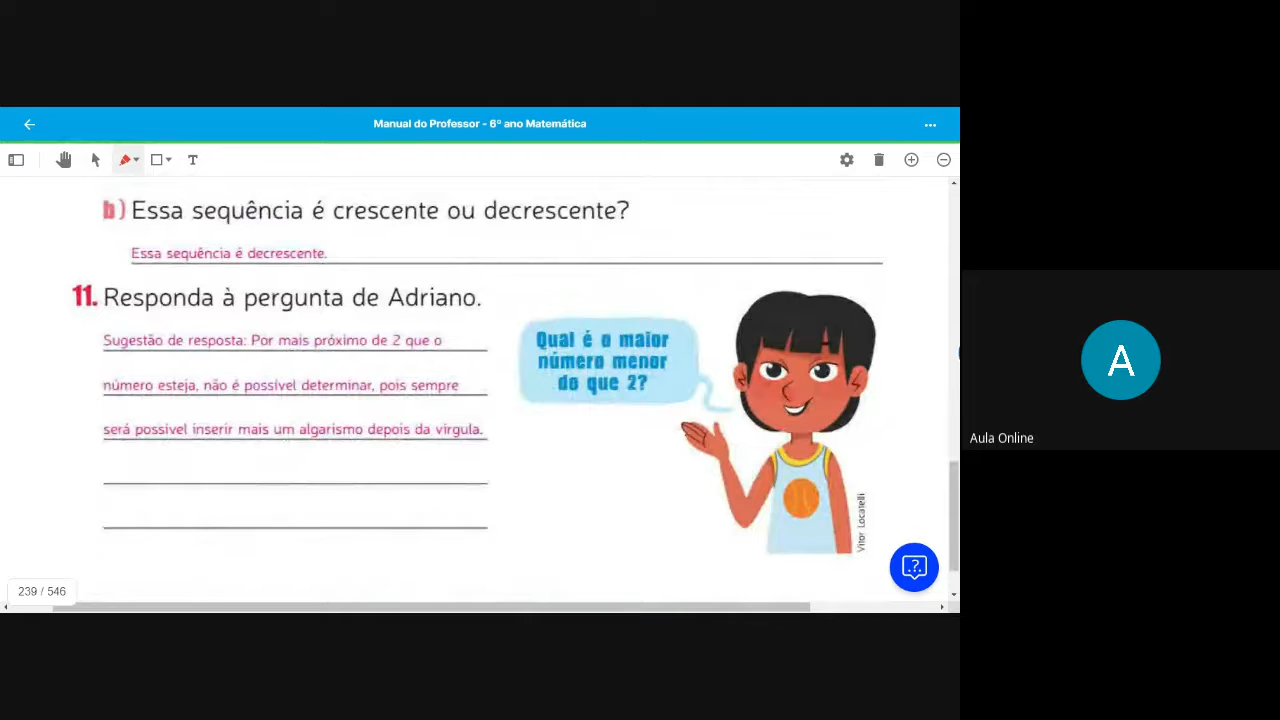 Manual do Professor - 6º ano Matemática
T
b) Essa sequência é crescente ou decrescente?
Essa sequência é decrescente.
11. Responda à pergunta de Adriano.
Sugestão de resposta: Por mais próximo de 2 que o
número esteja, não é possível determinar, pois sempre
será possível inserir mais um algarismo depois da vírgula.
Qual é o maior
número menor
do que 2?
Vitor Locatelli
239 / 546
A
Aula Online